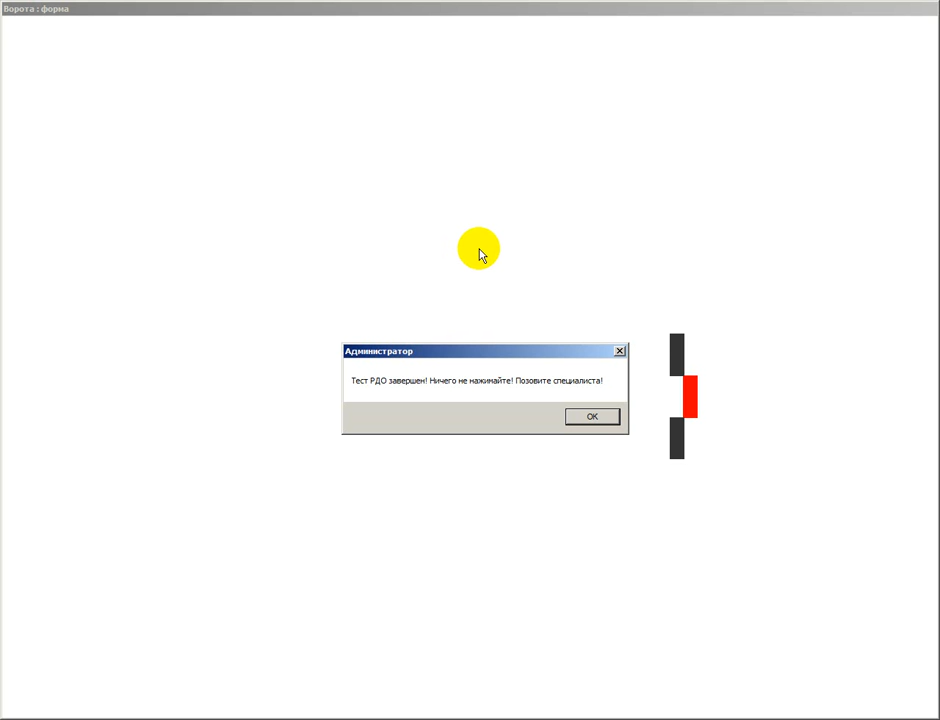 Ворота : форма
Администратор
Тест РДО завершен! Ничего не нажимайте! Позовите специалиста!
OK